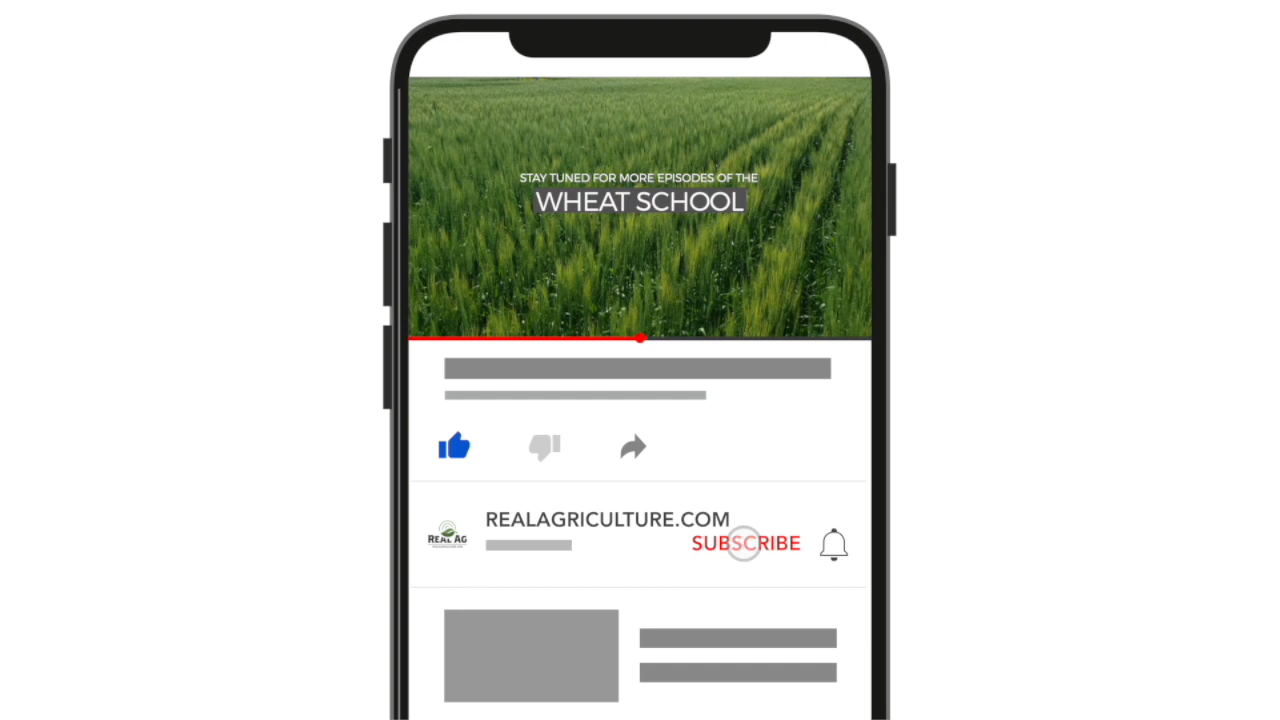 STAY TUNED FOR MORE EPISODES OF THE
WHEAT SCHOOL
REALAGRICULTURE.COM
REAL AG
SUBSCRIBE